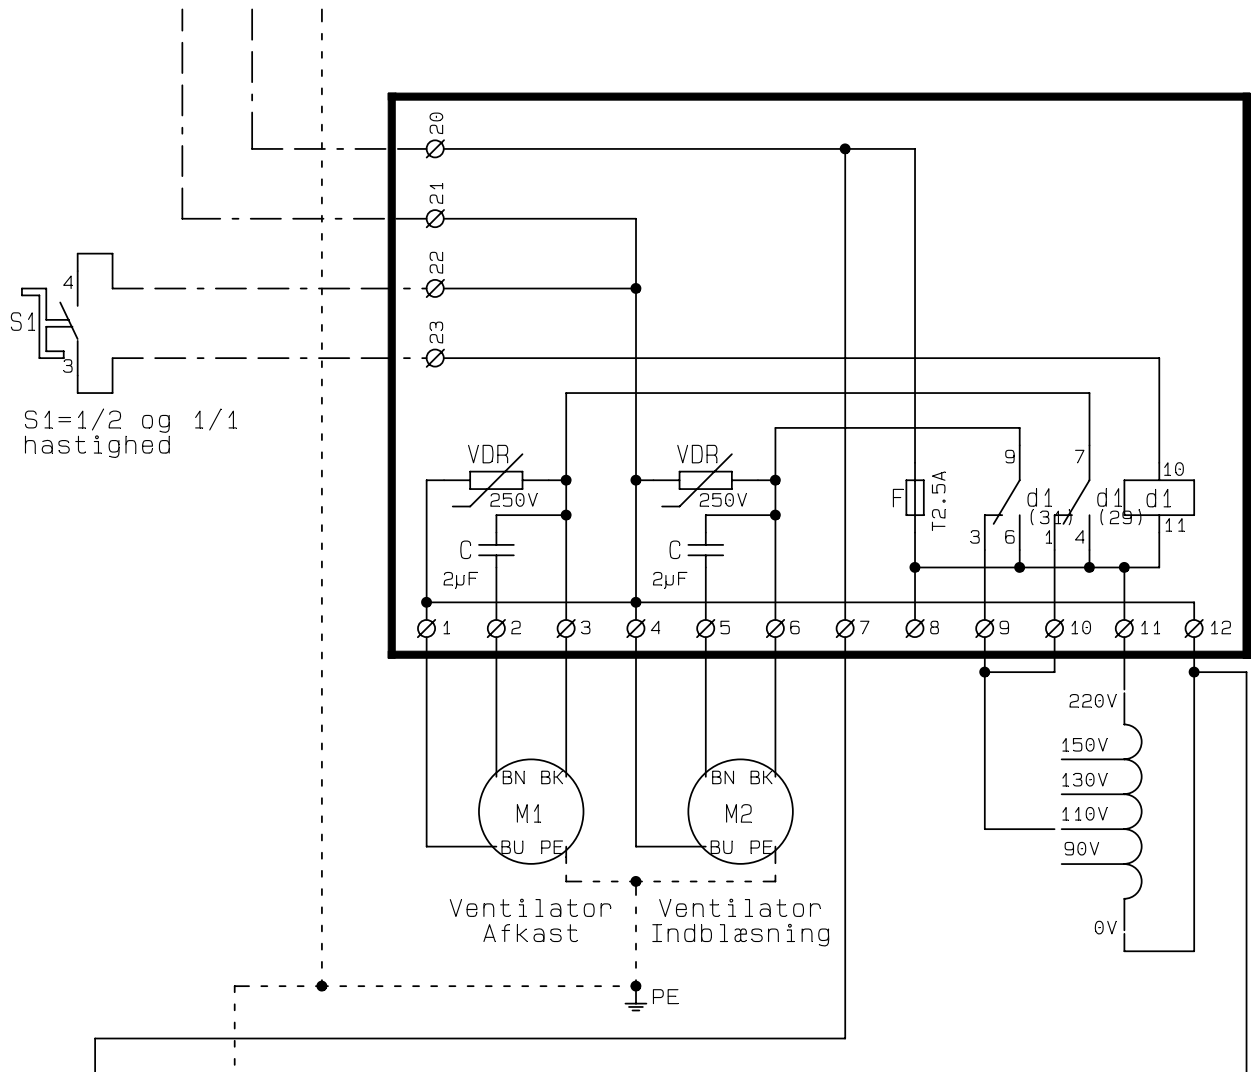 20
21
22
4
S1
23
3
S1=1/2 og 1/1
hastighed
VDR
250V
VDR
250V
9
7
10
F
T2.5A
d1
(31)
d1
(29)
d1
11
3
6
1
4
C
2µF
C
2µF
1
2
3
4
5
6
7
8
9
10
11
12
220V
150V
130V
110V
90V
0V
BN BK
M1
BU PE
BN BK
M2
BU PE
Ventilator
Afkast
Ventilator
Indblæsning
PE